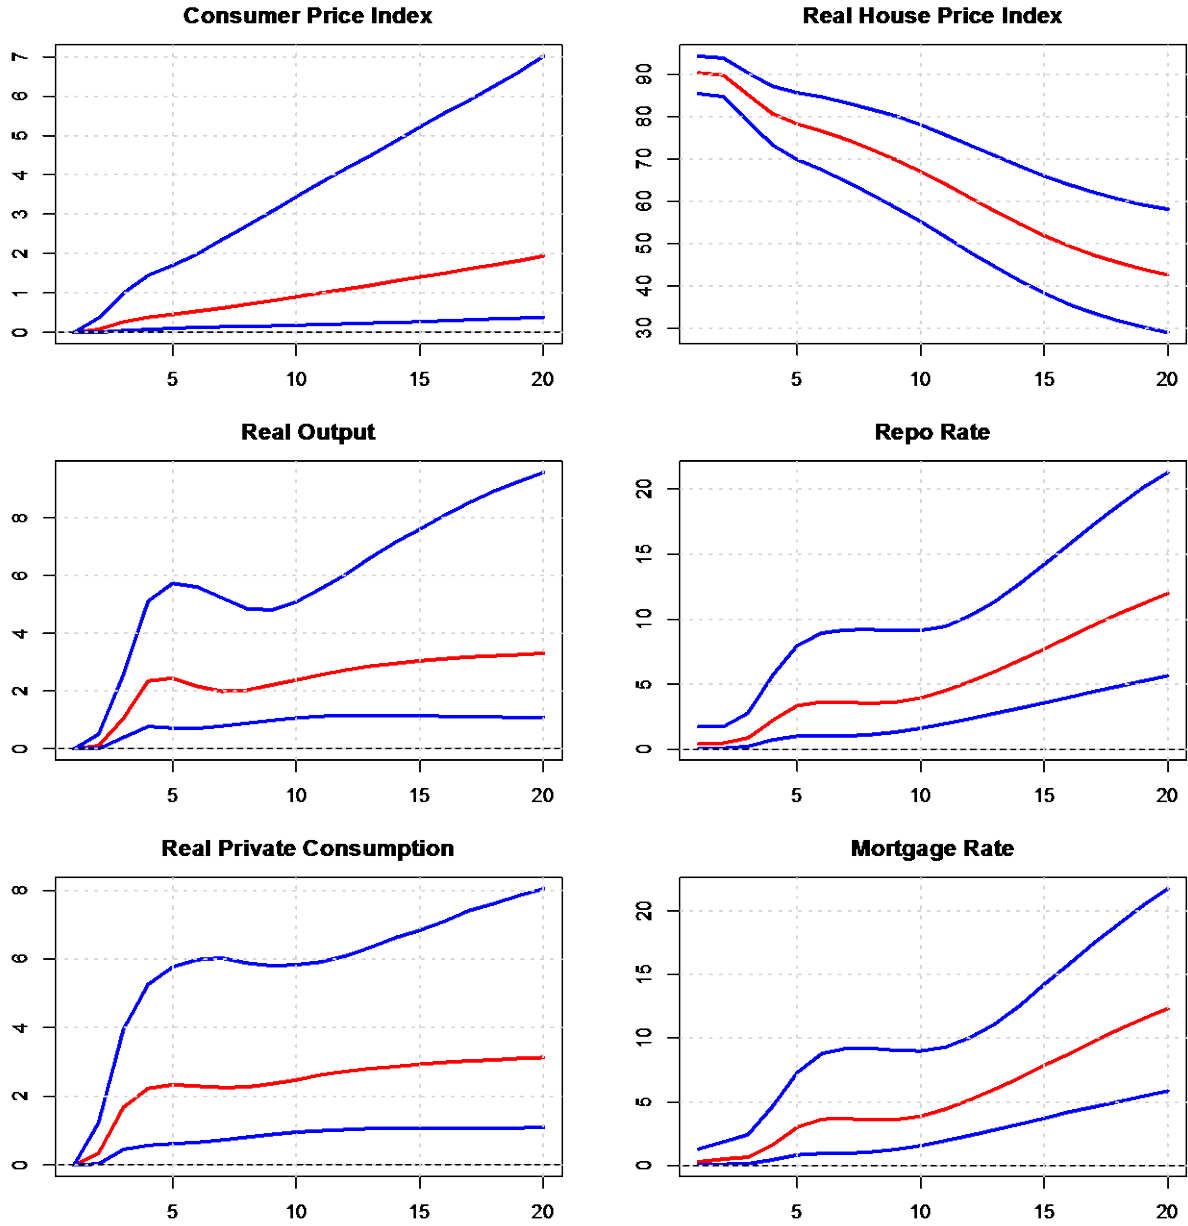 Consumer Price Index
0 1 2 3 4 5 6 7
5 10 15 20
Real House Price Index
30 40 50 60 70 80 90
5 10 15 20
Real Output
0 2 4 6 8
5 10 15 20
Repo Rate
0 5 10 15 20
5 10 15 20
Real Private Consumption
0 2 4 6 8
5 10 15 20
Mortgage Rate
0 5 10 15 20
5 10 15 20